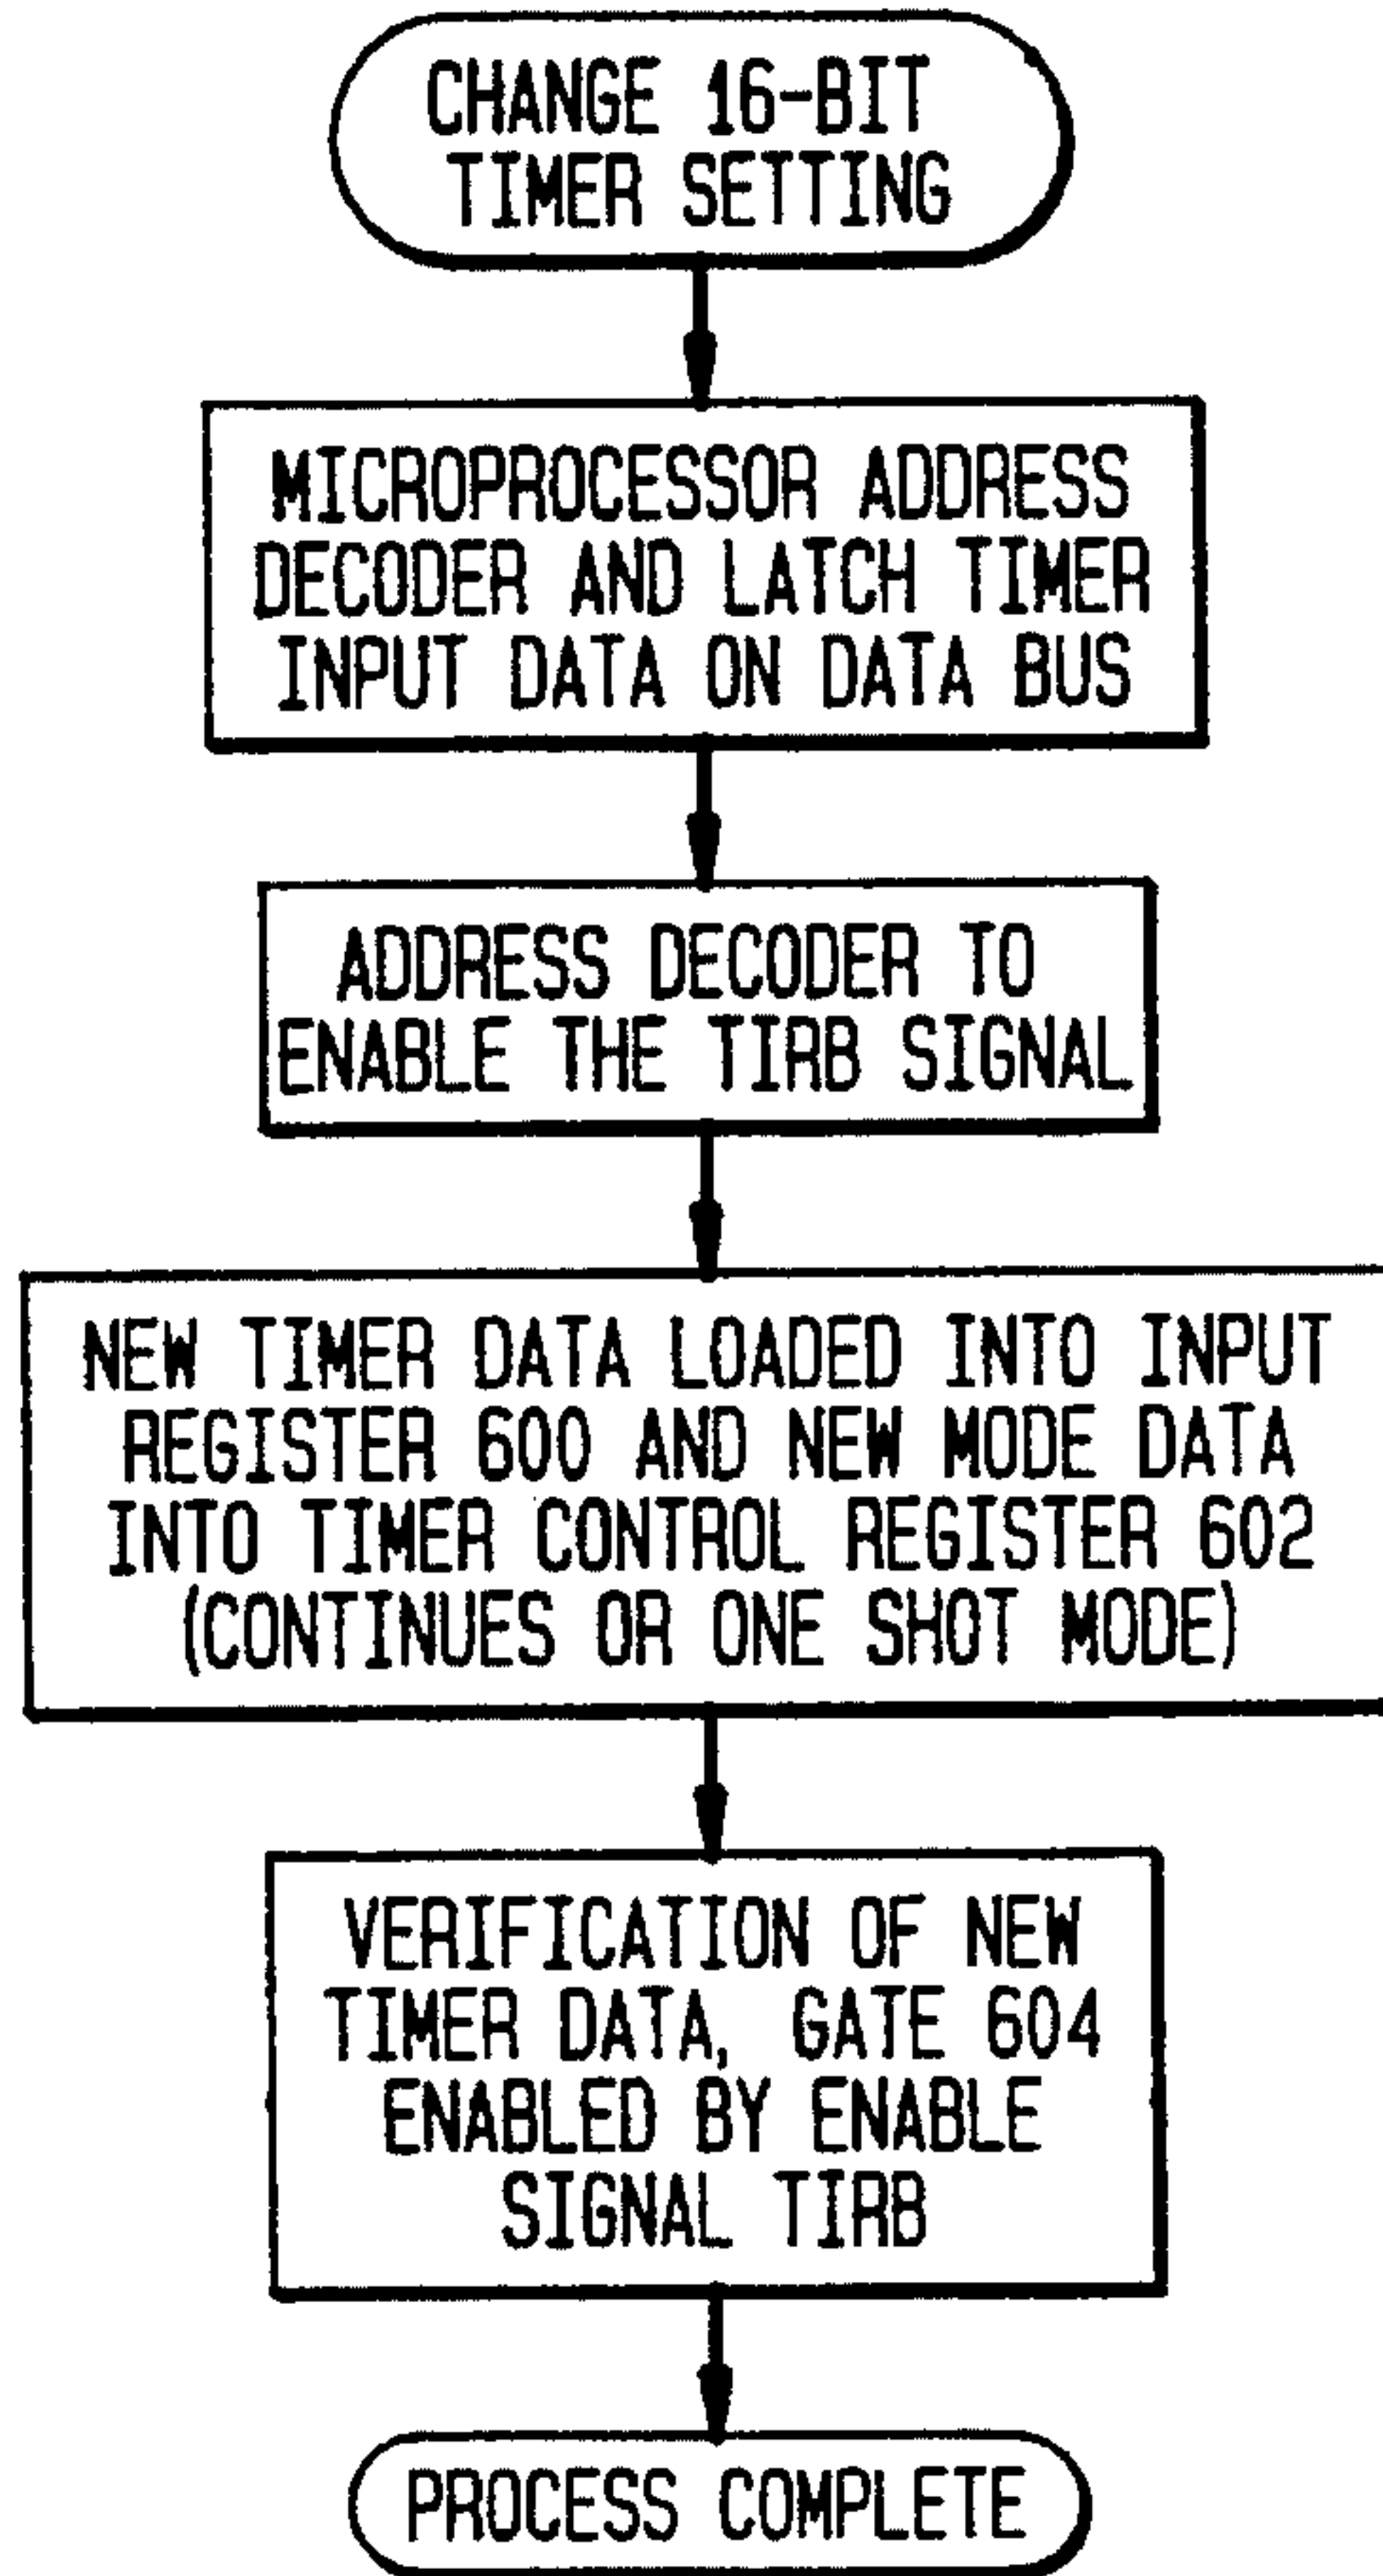 CHANGE 16-BIT
TIMER SETTING
MICROPROCESSOR ADDRESS
DECODER AND LATCH TIMER
INPUT DATA ON DATA BUS
ADDRESS DECODER TO
ENABLE THE TIRB SIGNAL
NEW TIMER DATA LOADED INTO INPUT
REGISTER 600 AND NEW MODE DATA
INTO TIMER CONTROL REGISTER 602
(CONTINUES OR ONE SHOT MODE)
VERIFICATION OF NEW
TIMER DATA, GATE 604
ENABLED BY ENABLE
SIGNAL TIRB
PROCESS COMPLETE